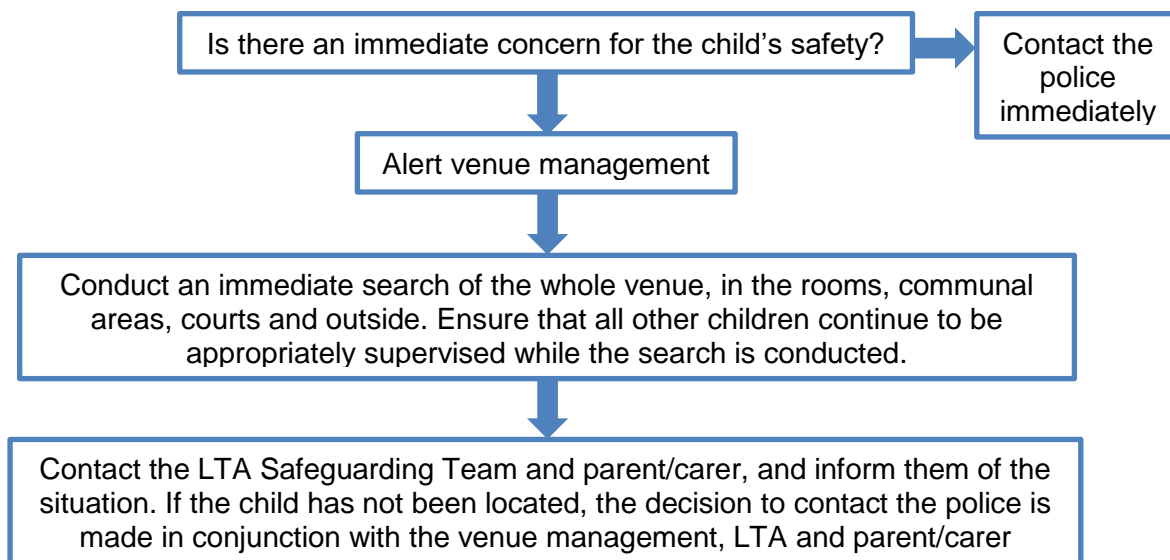 Is there an immediate concern for the child’s safety?
Contact the
police
immediately
Alert venue management
Conduct an immediate search of the whole venue, in the rooms, communal
areas, courts and outside. Ensure that all other children continue to be
appropriately supervised while the search is conducted.
Contact the LTA Safeguarding Team and parent/carer, and inform them of the
situation. If the child has not been located, the decision to contact the police is
made in conjunction with the venue management, LTA and parent/carer